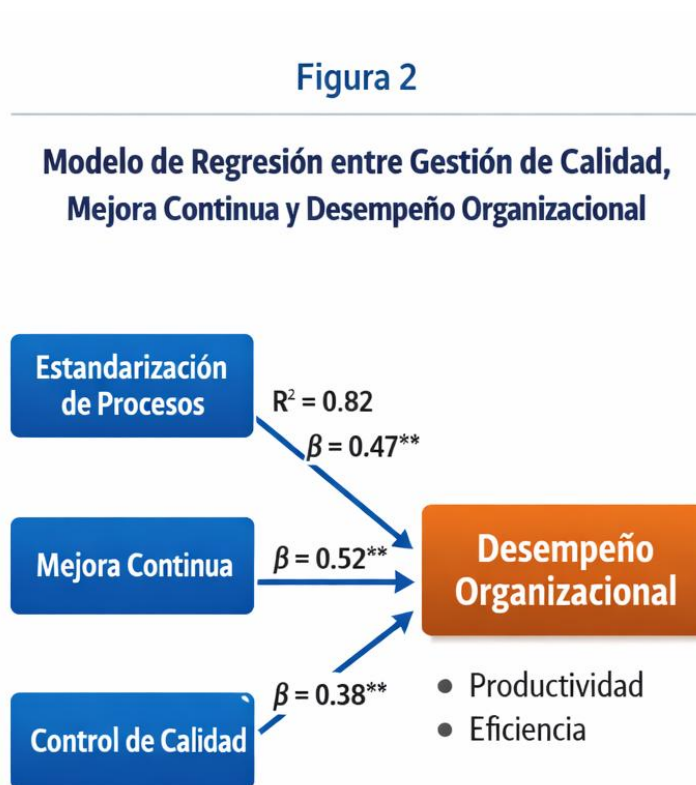 Figura 2
Modelo de Regresión entre Gestión de Calidad,
Mejora Continua y Desempeño Organizacional
Estandarización
de Procesos
R² = 0.82
β = 0.47**
Mejora Continua
β = 0.52**
Desempeño
Organizacional
Control de Calidad
β = 0.38**
● Productividad
● Eficiencia